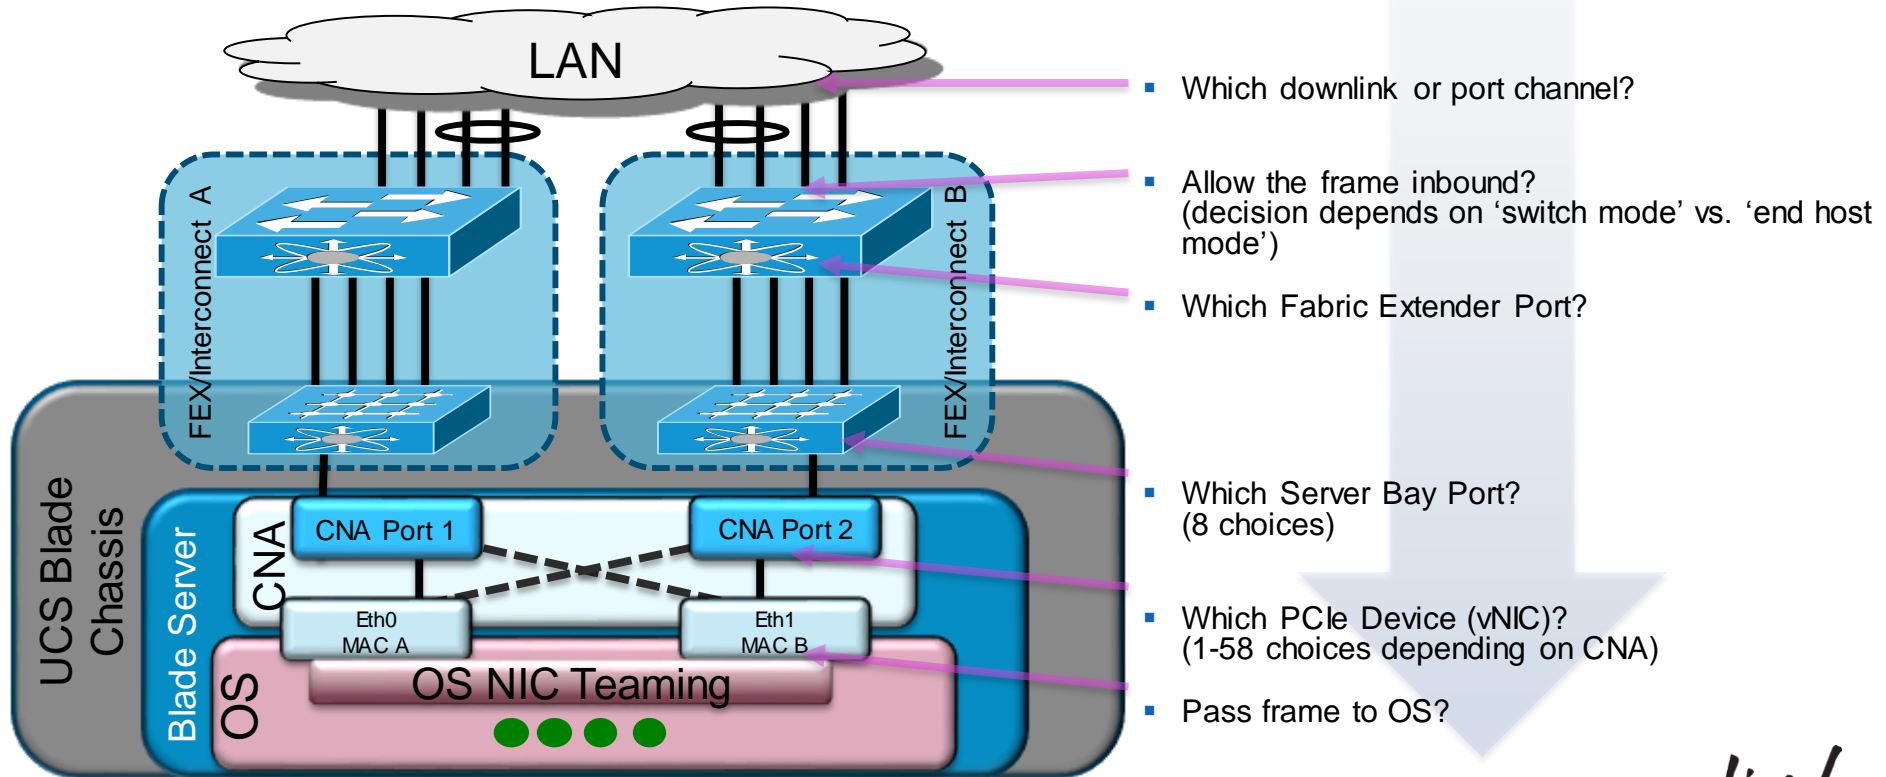 LAN
Which downlink or port channel?
Allow the frame inbound?
(decision depends on ‘switch mode’ vs. ‘end host
mode’)
Which Fabric Extender Port?
Which Server Bay Port?
(8 choices)
Which PCIe Device (vNIC)?
(1-58 choices depending on CNA)
Pass frame to OS?
FEX/Interconnect A
FEX/Interconnect B
UCS Blade
Chassis
Blade Server
CNA
CNA Port 1
CNA Port 2
Eth0
MAC A
Eth1
MAC B
OS
OS NIC Teaming